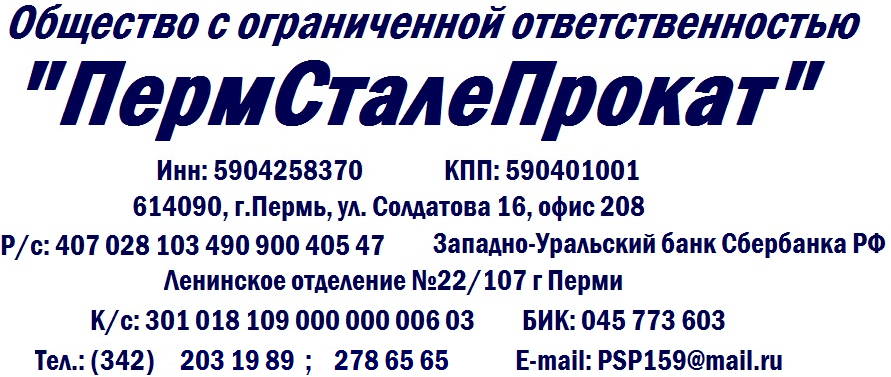 Общество с ограниченной ответственностью
"ПермСталеПрокат"
Инн: 5904258370 КПП: 590401001
614090, г.Пермь, ул. Солдатова 16, офис 208
Р/с: 407 028 103 490 900 405 47 Западно-Уральский банк Сбербанка РФ
Ленинское отделение №22/107 г Перми
К/с: 301 018 109 000 000 006 03 БИК: 045 773 603
Тел.: (342) 203 19 89 ; 278 65 65 E-mail: PSP159@mail.ru